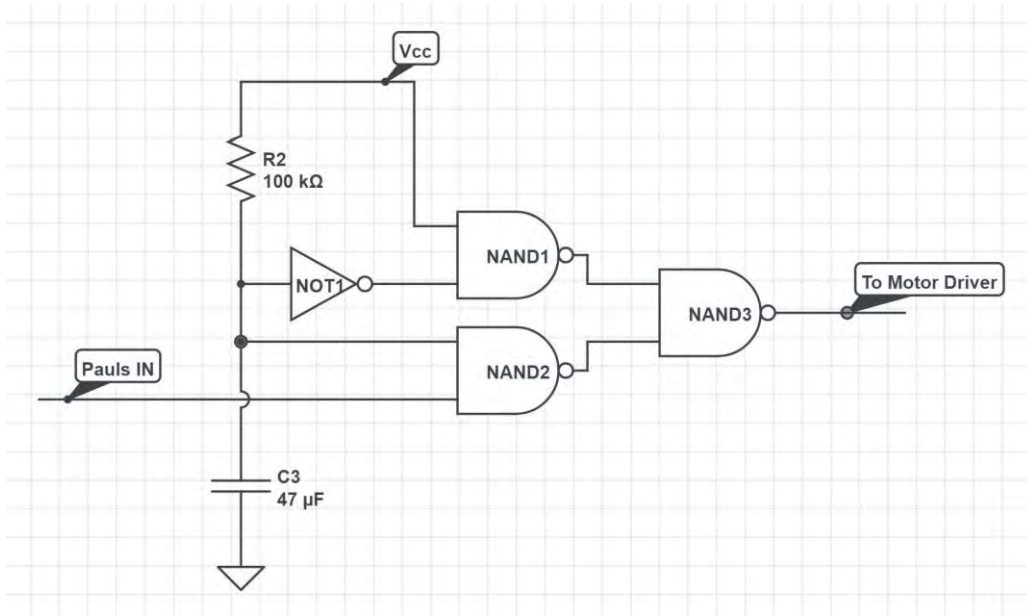 Vcc
R2
100 kΩ
NAND1
NOT1
To Motor Driver
NAND3
Pauls IN
NAND2
C3
47 µF